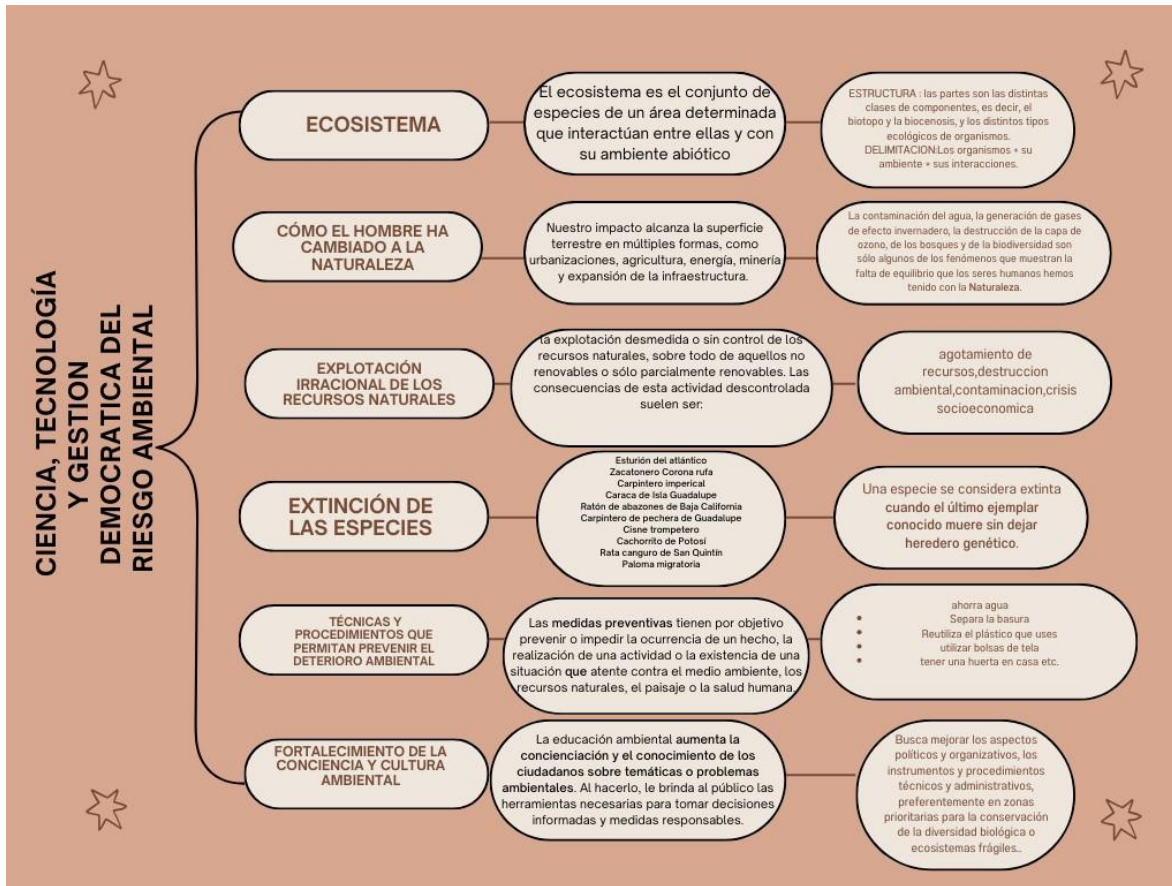 CIENCIA, TECNOLOGÍA
Y GESTION
DEMOCRATICA DEL
RIESGO AMBIENTAL
ECOSISTEMA
El ecosistema es el conjunto de
especies de un área determinada
que interactúan entre ellas y con
su ambiente abiótico
ESTRUCTURA : las partes son las distintas
clases de componentes, es decir, el
biotopo y la biocenosis, y los distintos tipos
ecológicos de organismos.
DELIMITACION:Los organismos + su
ambiente + sus interacciones.
CÓMO EL HOMBRE HA
CAMBIADO A LA
NATURALEZA
Nuestro impacto alcanza la superficie
terrestre en múltiples formas, como
urbanizaciones, agricultura, energía, minería
y expansión de la infraestructura.
La contaminación del agua, la generación de gases
de efecto invernadero, la destrucción de la capa de
ozono, de los bosques y de la biodiversidad son
sólo algunos de los fenómenos que muestran la
falta de equilibrio que los seres humanos hemos
tenido con la Naturaleza.
EXPLOTACIÓN
IRRACIONAL DE LOS
RECURSOS NATURALES
la explotación desmedida o sin control de los
recursos naturales, sobre todo de aquellos no
renovables o sólo parcialmente renovables. Las
consecuencias de esta actividad descontrolada
suelen ser:
agotamiento de
recursos,destruccion
ambiental,contaminacion,crisis
socioeconomica
EXTINCIÓN DE
LAS ESPECIES
Esturión del atlántico
Zacatonero Corona rufa
Carpintero imperical
Caraca de Isla Guadalupe
Ratón de abazones de Baja California
Carpintero de pechera de Guadalupe
Cisne trompetero
Cachorrito de Potosí
Rata canguro de San Quintín
Paloma migratoria
Una especie se considera extinta
cuando el último ejemplar
conocido muere sin dejar
heredero genético.
TÉCNICAS Y
PROCEDIMIENTOS QUE
PERMITAN PREVENIR EL
DETERIORO AMBIENTAL
Las medidas preventivas tienen por objetivo
prevenir o impedir la ocurrencia de un hecho, la
realización de una actividad o la existencia de una
situación que atente contra el medio ambiente, los
recursos naturales, el paisaje o la salud humana.
ahorra agua
• Separa la basura
• Reutiliza el plástico que uses
• utilizar bolsas de tela
• tener una huerta en casa etc.
FORTALECIMIENTO DE LA
CONCIENCIA Y CULTURA
AMBIENTAL
La educación ambiental aumenta la
concienciación y el conocimiento de los
ciudadanos sobre temáticas o problemas
ambientales. Al hacerlo, le brinda al público las
herramientas necesarias para tomar decisiones
informadas y medidas responsables.
Busca mejorar los aspectos
políticos y organizativos, los
instrumentos y procedimientos
técnicos y administrativos,
preferentemente en zonas
prioritarias para la conservación
de la diversidad biológica o
ecosistemas frágiles..